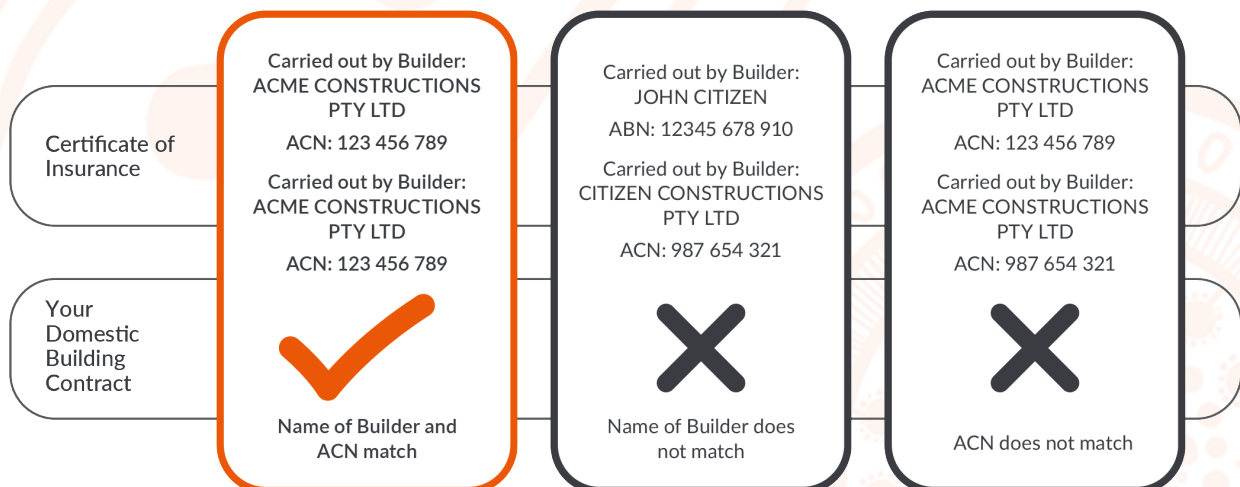 Certificate of
Insurance
Your
Domestic
Building
Contract
Carried out by Builder:
ACME CONSTRUCTIONS
PTY LTD
ACN: 123 456 789
Carried out by Builder:
ACME CONSTRUCTIONS
PTY LTD
ACN: 123 456 789
Name of Builder and
ACN match
Carried out by Builder:
JOHN CITIZEN
ABN: 12345 678 910
Carried out by Builder:
CITIZEN CONSTRUCTIONS
PTY LTD
ACN: 987 654 321
Name of Builder does
not match
Carried out by Builder:
ACME CONSTRUCTIONS
PTY LTD
ACN: 123 456 789
Carried out by Builder:
ACME CONSTRUCTIONS
PTY LTD
ACN: 987 654 321
ACN does not match